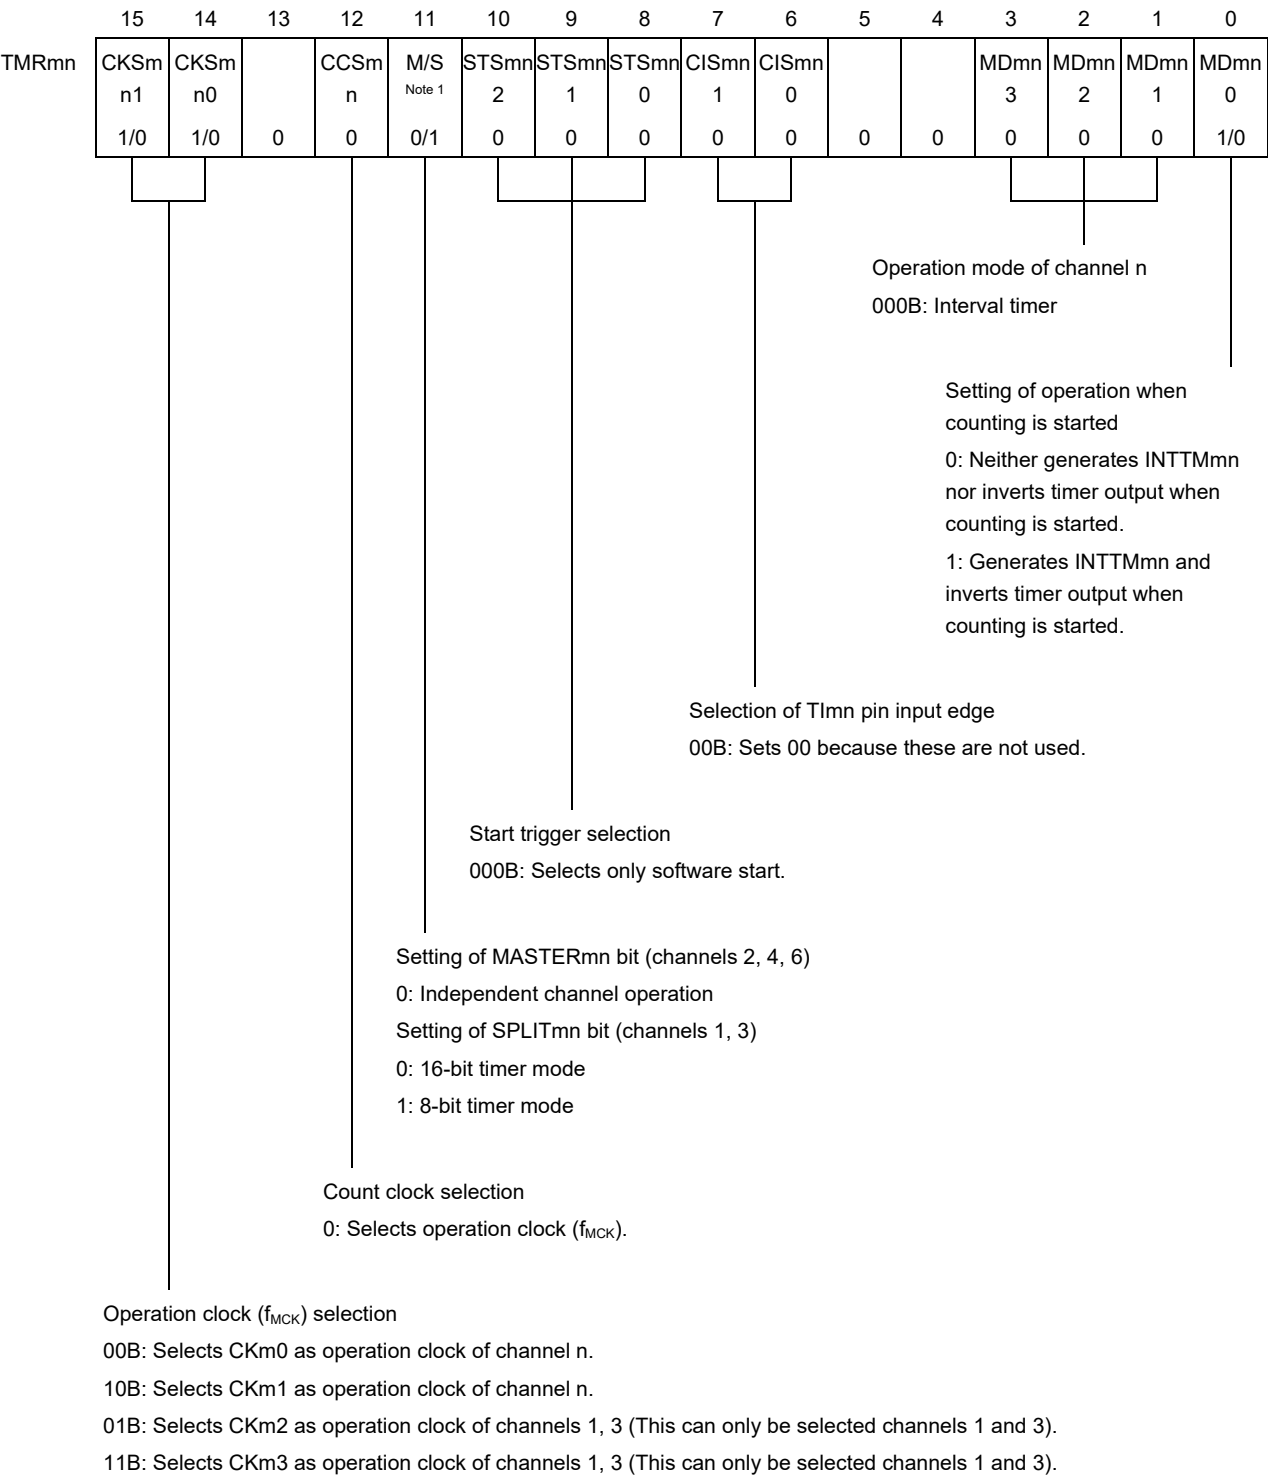 15 14 13 12 11 10 9 8 7 6 5 4 3 2 1 0
TMRmn CKSm CKSm CCSm M/S STSmn STSmn STSmn CISmn CISmn MDmn MDmn MDmn MDmn
n1 n0 n Note 1 2 1 0 1 0 3 2 1 0
1/0 1/0 0 0 0/1 0 0 0 0 0 0 0 0 0 0 1/0
Operation mode of channel n
000B: Interval timer
Setting of operation when
counting is started
0: Neither generates INTTMmn
nor inverts timer output when
counting is started.
1: Generates INTTMmn and
inverts timer output when
counting is started.
Selection of TImn pin input edge
00B: Sets 00 because these are not used.
Start trigger selection
000B: Selects only software start.
Setting of MASTERmn bit (channels 2, 4, 6)
0: Independent channel operation
Setting of SPLITmn bit (channels 1, 3)
0: 16-bit timer mode
1: 8-bit timer mode
Count clock selection
0: Selects operation clock (fMCK).
Operation clock (fMCK) selection
00B: Selects CKm0 as operation clock of channel n.
10B: Selects CKm1 as operation clock of channel n.
01B: Selects CKm2 as operation clock of channels 1, 3 (This can only be selected channels 1 and 3).
11B: Selects CKm3 as operation clock of channels 1, 3 (This can only be selected channels 1 and 3).